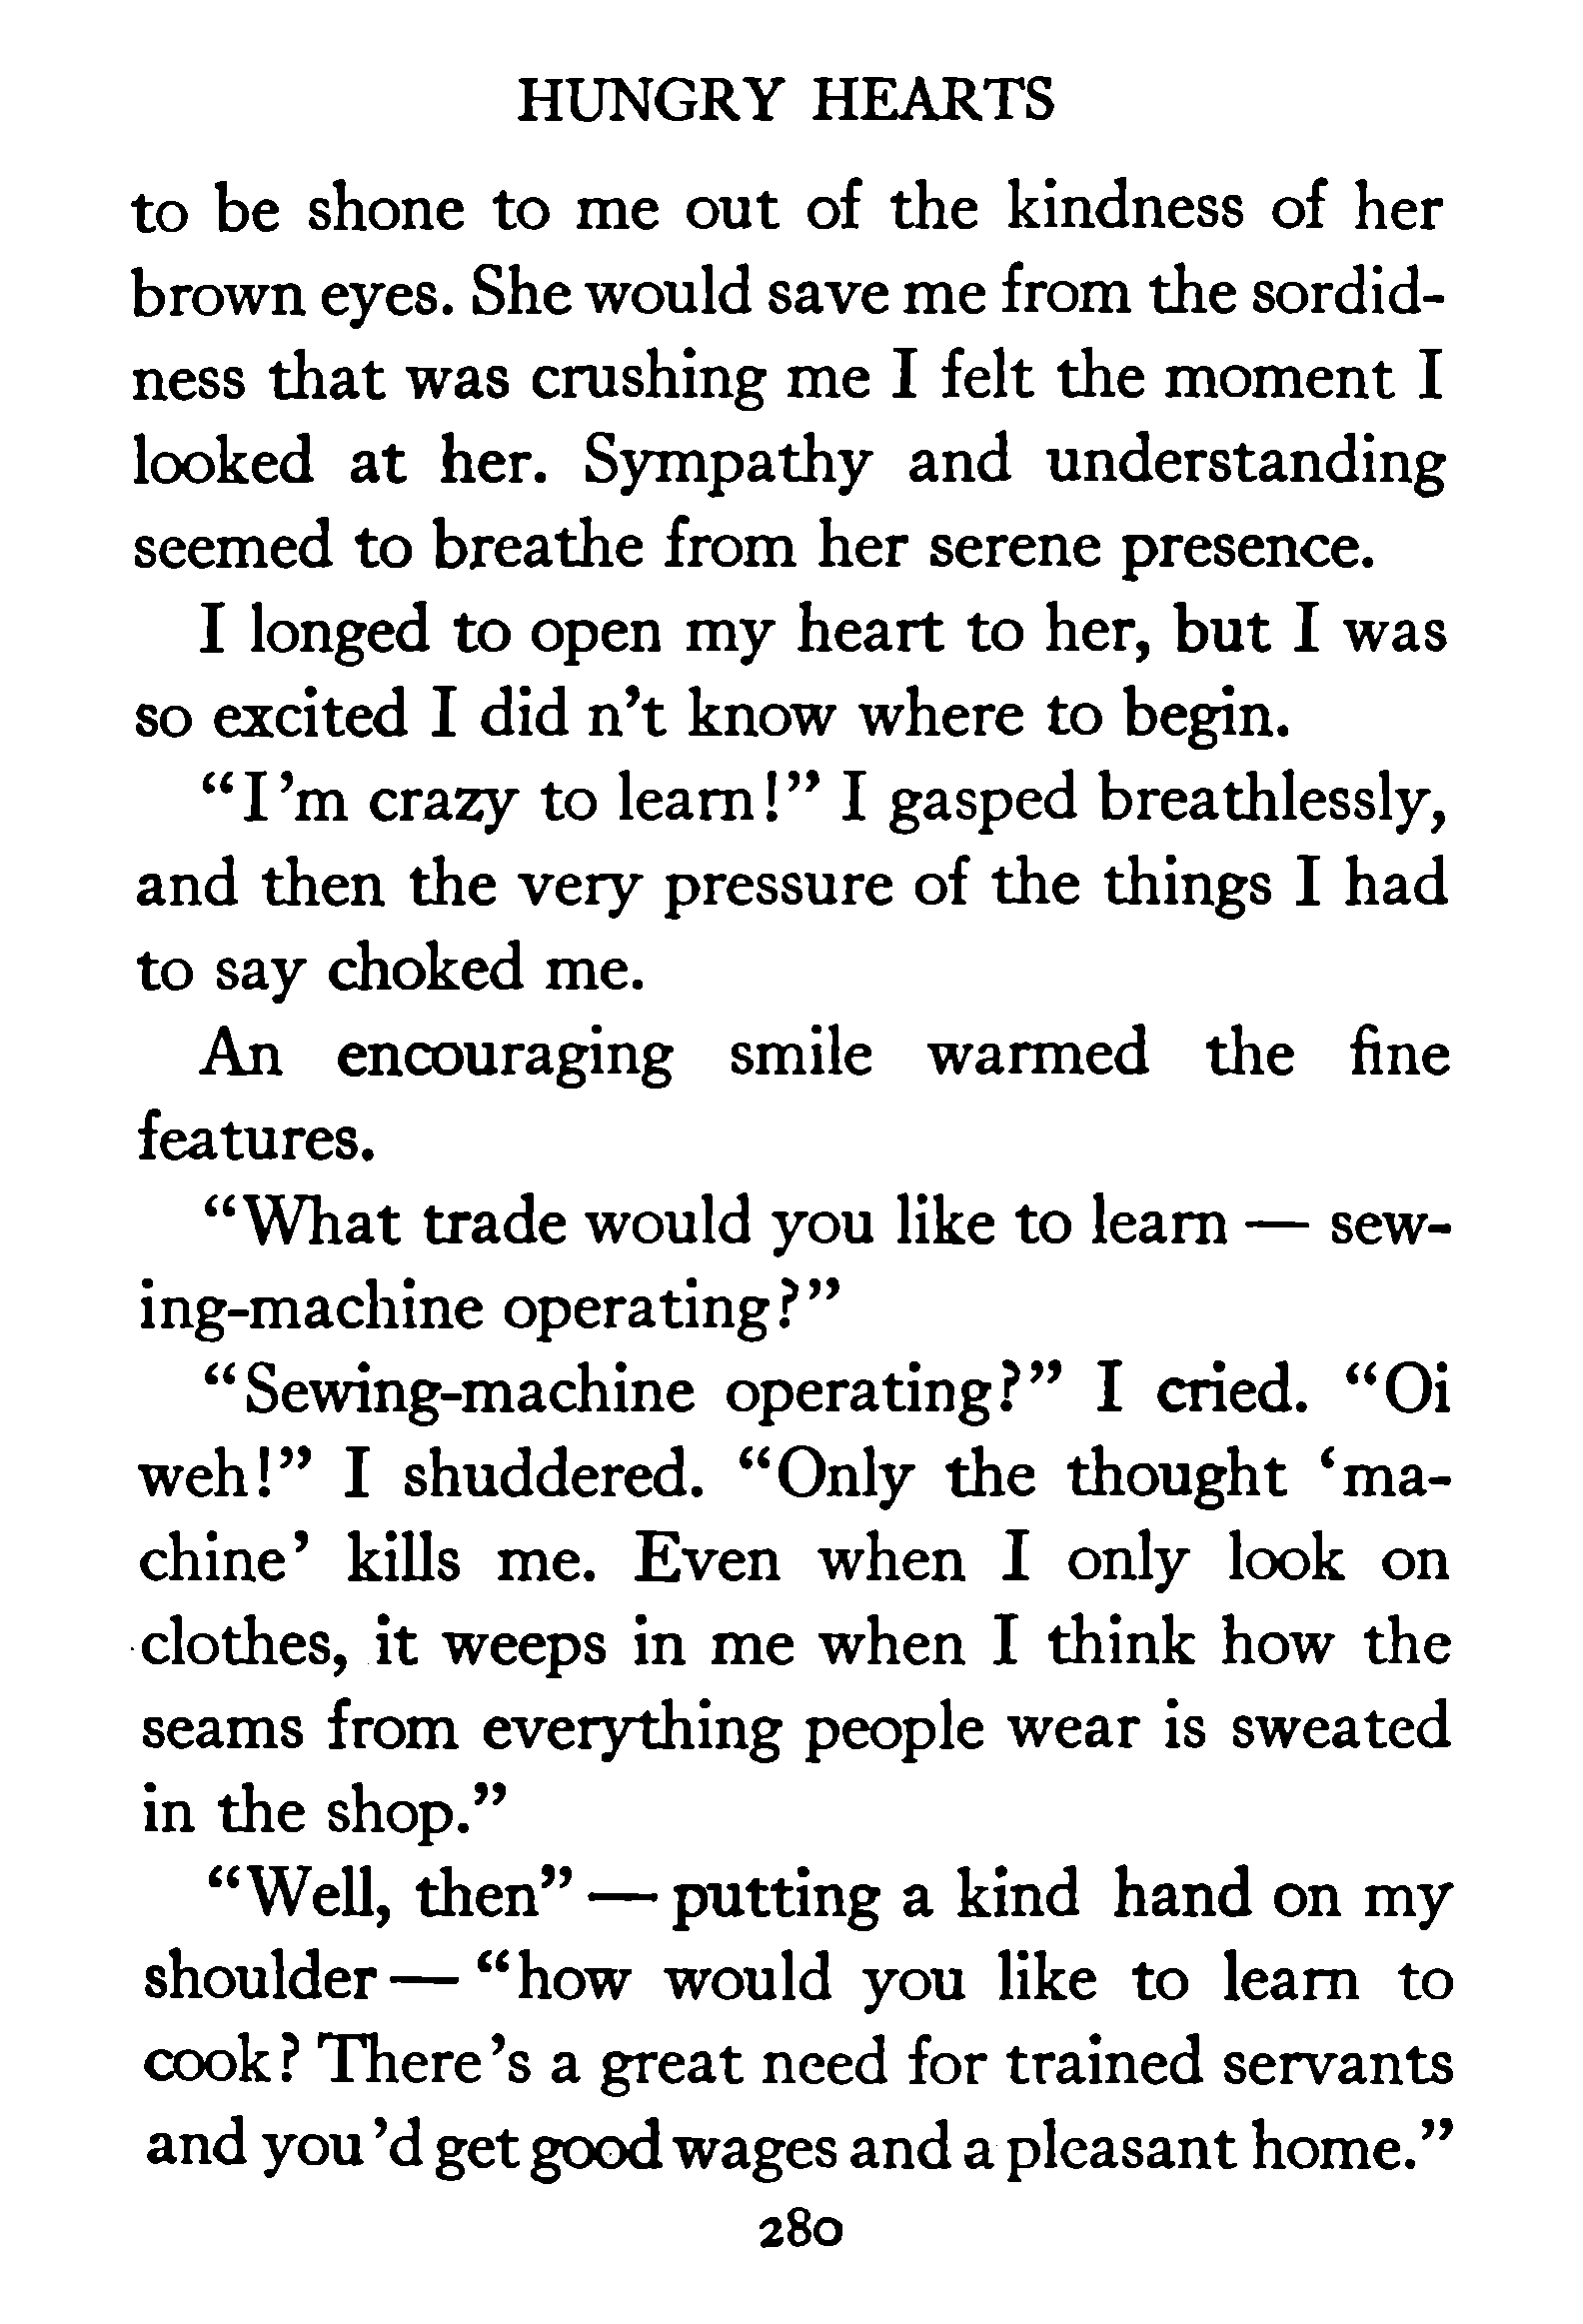 HUNGRY HEARTS
to be shone to me out of the kindness of her
brown eyes. She would save me from the sordid-
ness that was crushing me I felt the moment I
looked at her. Sympathy and understanding
seemed to breathe from her serene presence.
I longed to open my heart to her, but I was
so excited I did n't know where to begin.
“I 'm crazy to learn!” I gasped breathlessly,
and then the very pressure of the things I had
to say choked me.
An encouraging smile warmed the fine
features.
“What trade would you like to learn — sew-
ing-machine operating?”
“Sewing-machine operating?” I cried. “Oi
weh!” I shuddered. “Only the thought ‘ma-
chine’ kills me. Even when I only look on
clothes, it weeps in me when I think how the
seams from everything people wear is sweated
in the shop.”
“Well, then” — putting a kind hand on my
shoulder — “how would you like to learn to
cook? There 's a great need for trained servants
and you 'd get good wages and a pleasant home.”
280